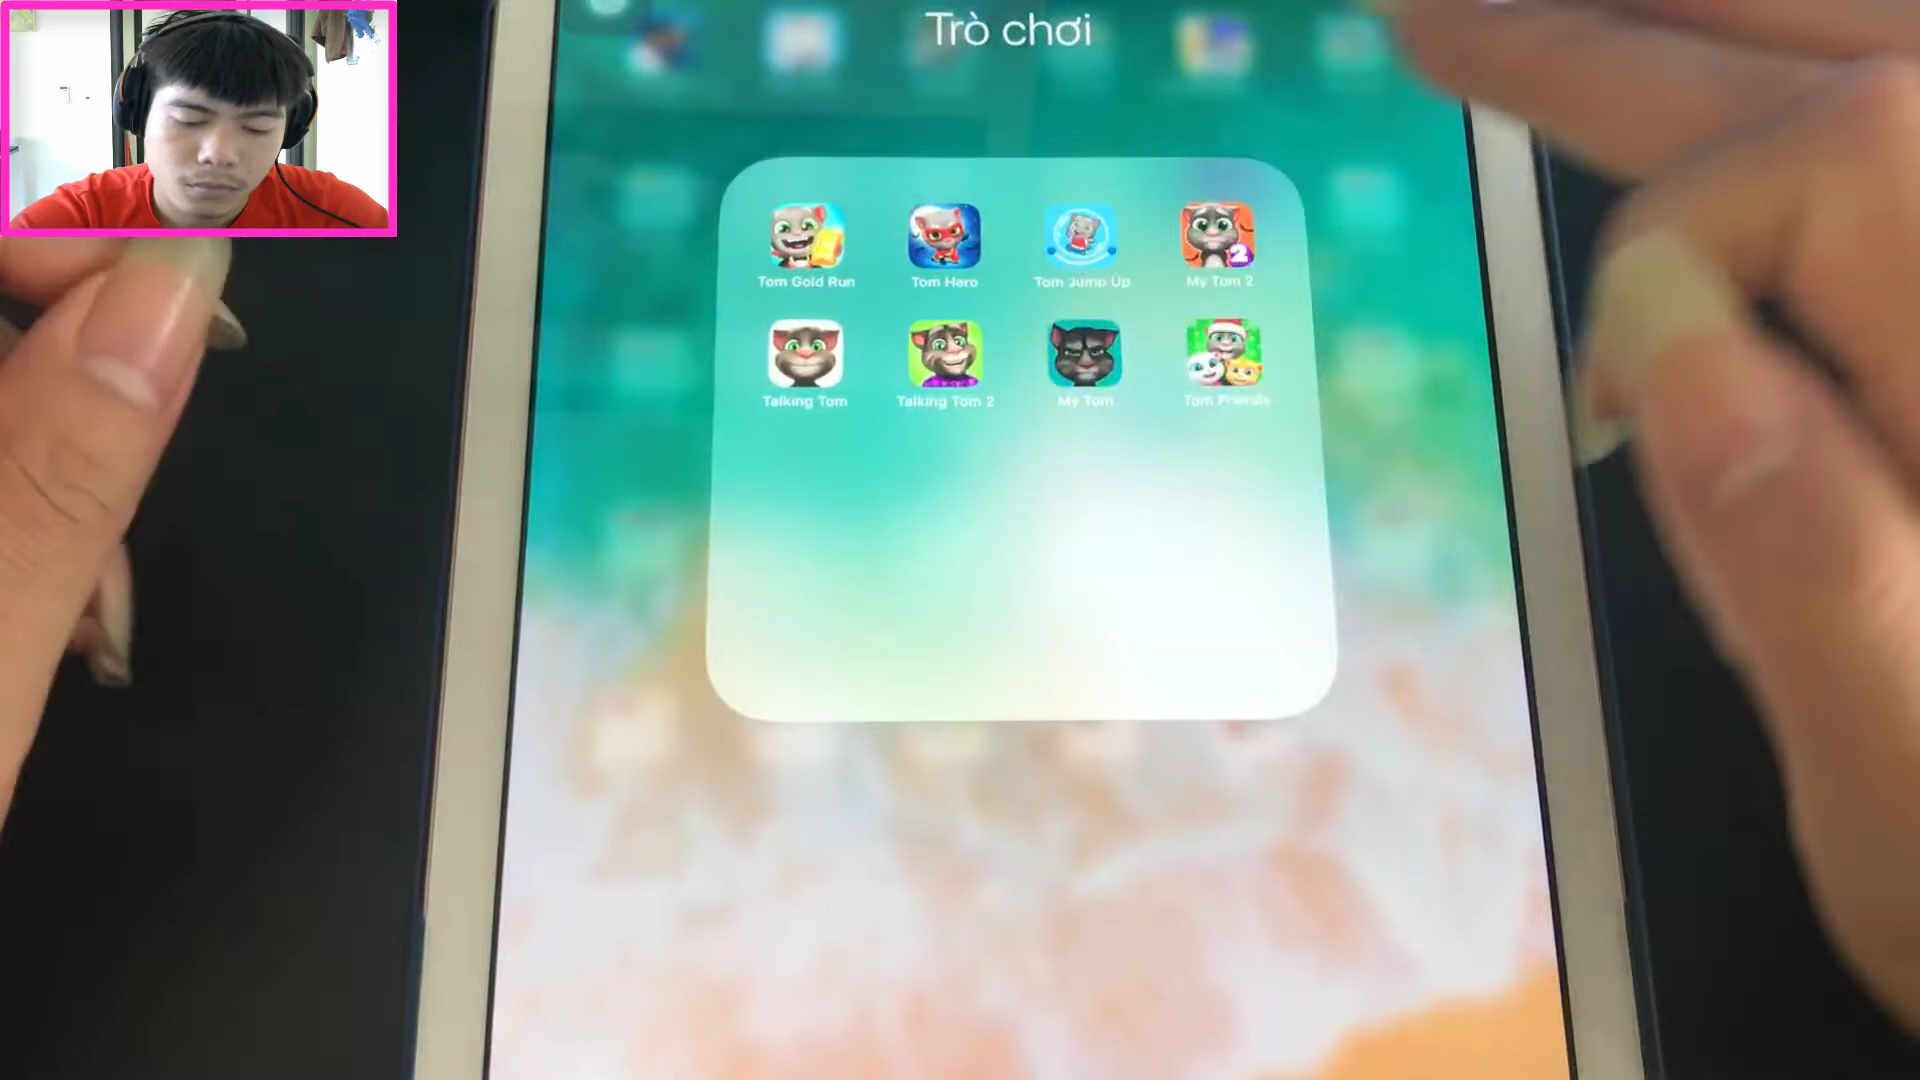 Trò chơi
Tom Gold Run
Tom Hero
Tom Jump Up
My Tom 2
2
Talking Tom
Talking Tom 2
My Tom
Tom Friends